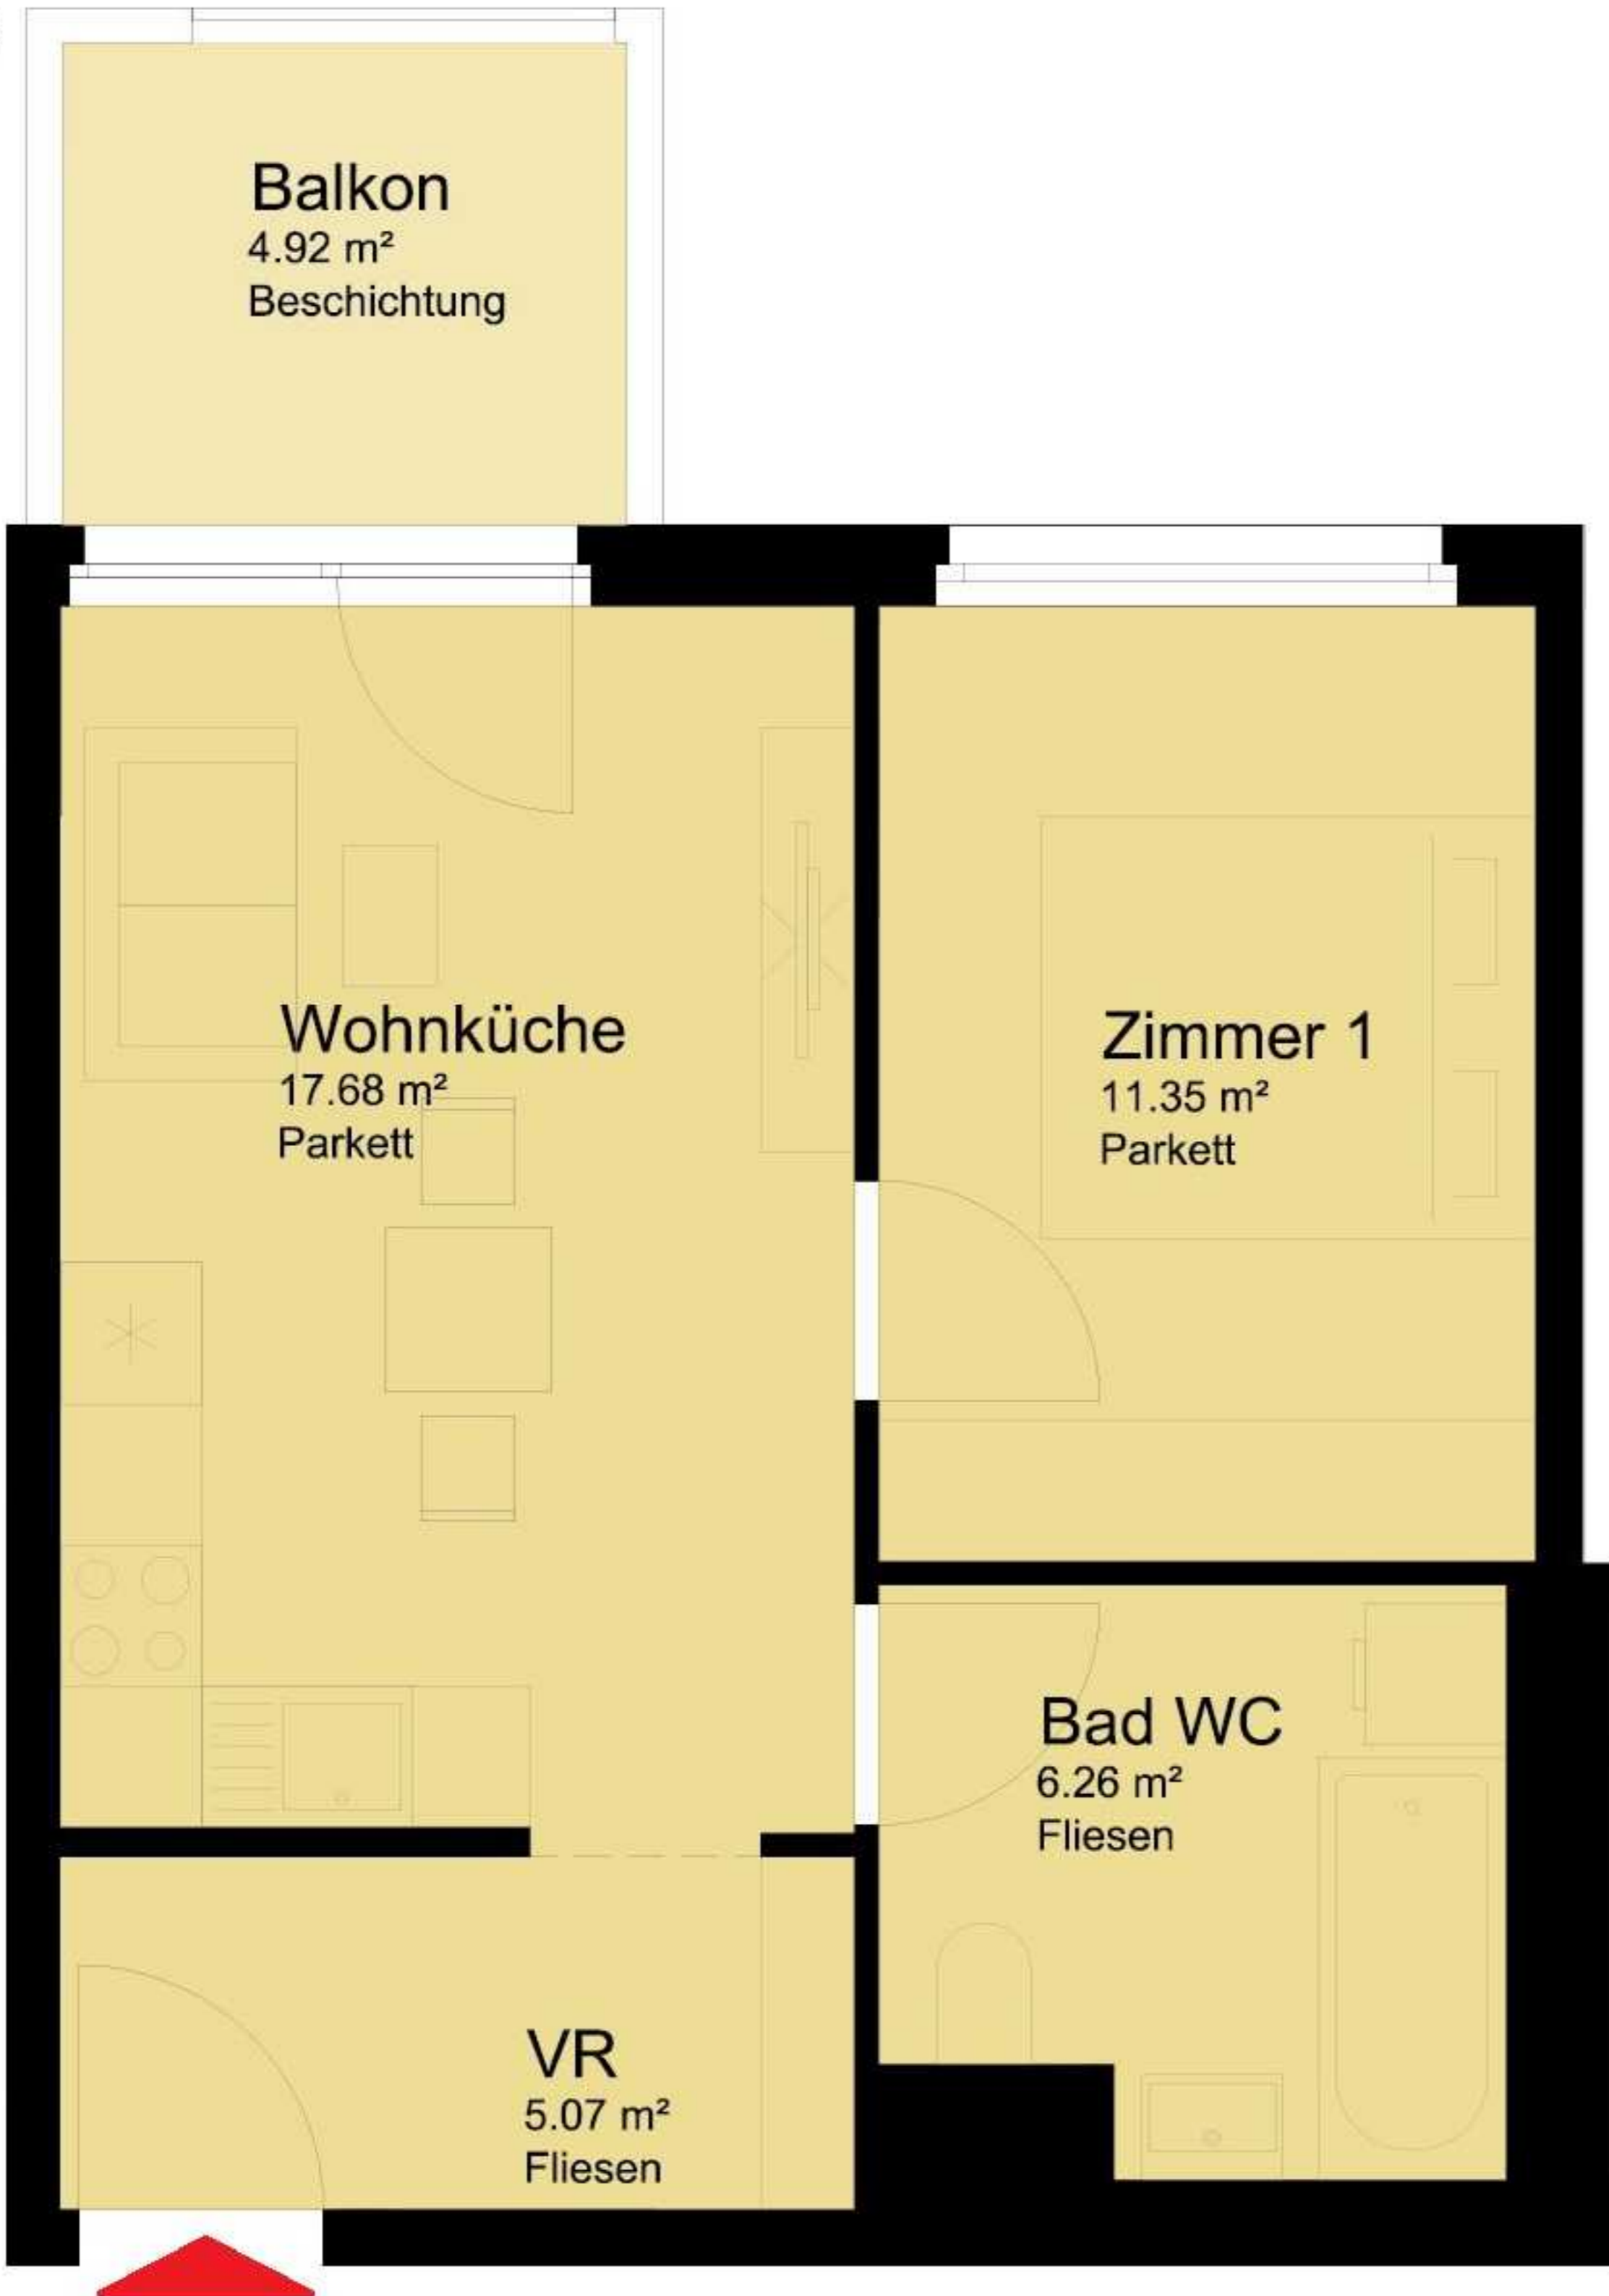 Balkon
4.92 m²
Beschichtung
Wohnküche
17.68 m²
Parkett
Zimmer 1
11.35 m²
Parkett
Bad WC
6.26 m²
Fliesen
VR
5.07 m²
Fliesen